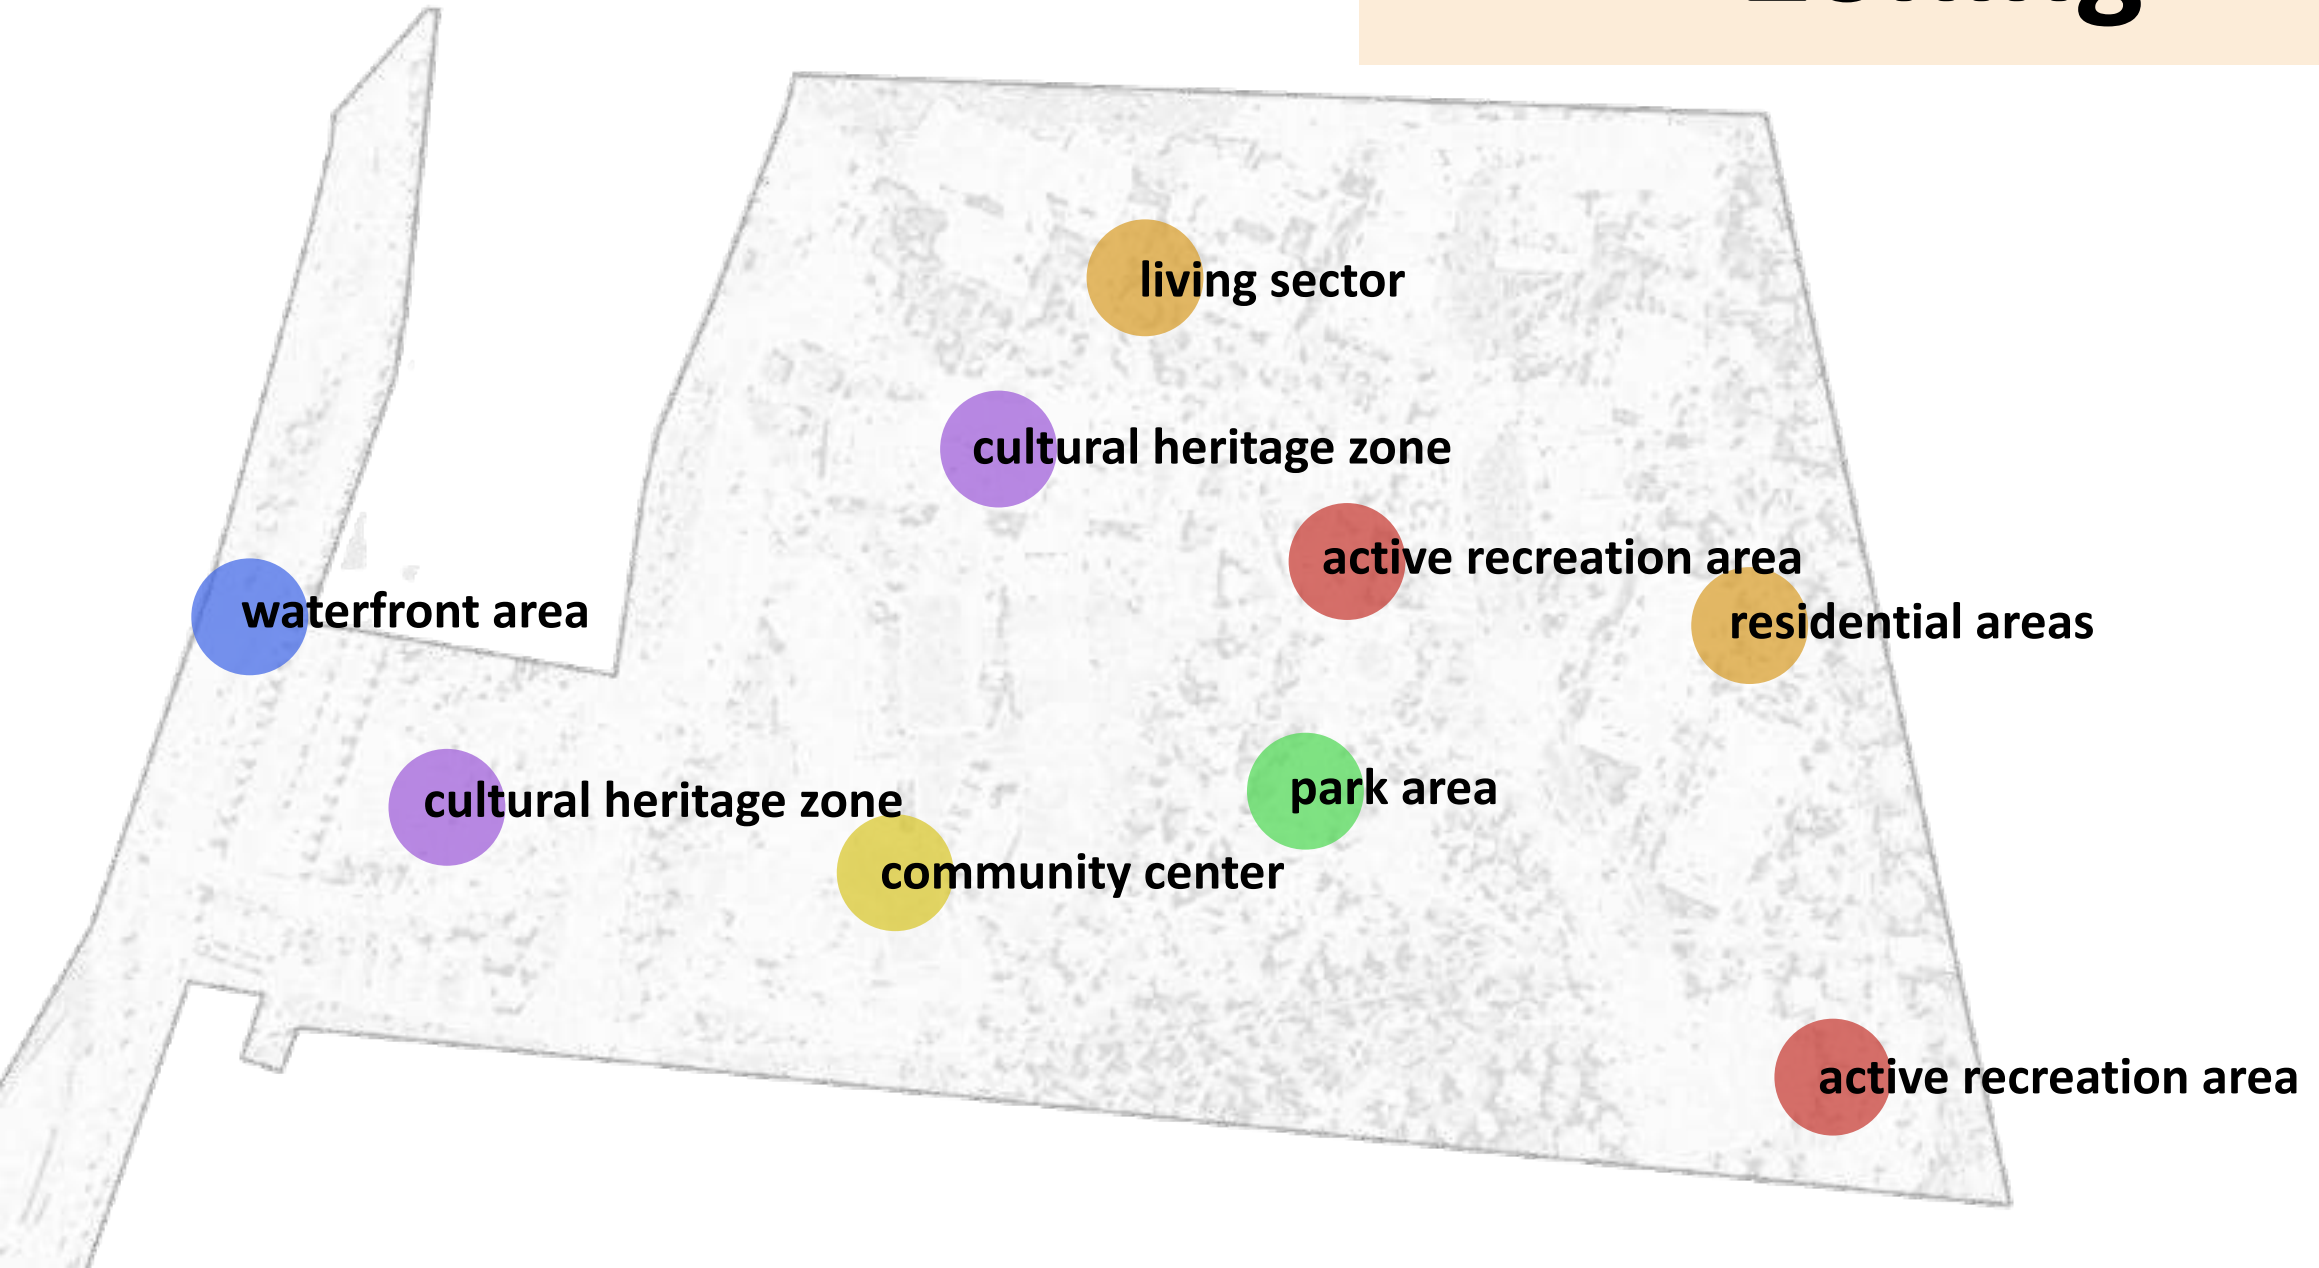 living sector
cultural heritage zone
active recreation area
waterfront area
residential areas
park area
cultural heritage zone
community center
active recreation area